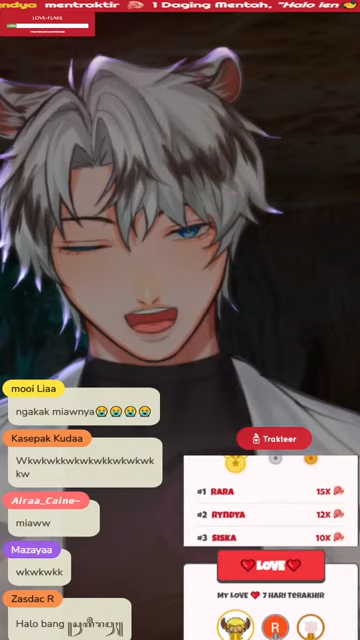 ndya mentraktir 1 Daging Mentah, "Halo len
LOVE-FLAKE
mooi Liaa
ngakak miawnya😭😭😭😭
Kasepak Kudaa
Wkwkwkkwkwkwkkwkwkwk
kw
Airaa_Caine~
miaww
Mazayaa
wkwkwkk
Zasdac R
Halo bang
Trakteer
#1 RARA 15X
#2 RYNDYA 12X
#3 SISKA 10X
LOVE
MY LOVE ❤ 7 HARI TERAKHIR
R